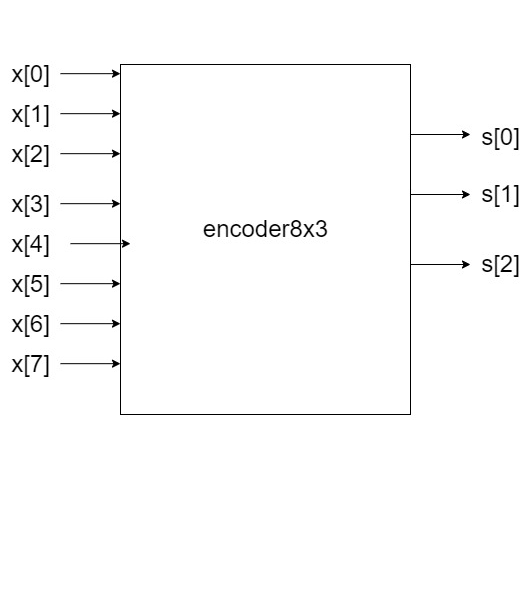 x[0]
x[1]
x[2]
x[3]
x[4]
x[5]
x[6]
x[7]
encoder8x3
s[0]
s[1]
s[2]